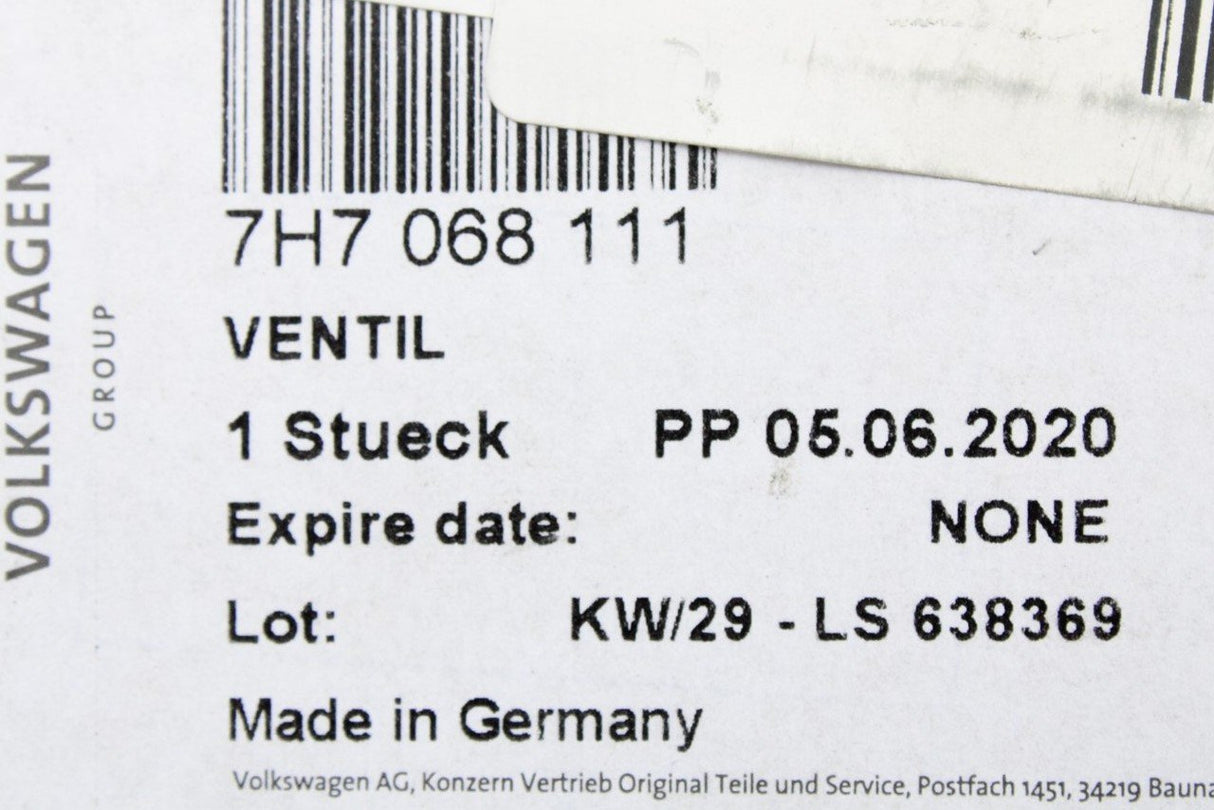 VOLKSWAGEN
GROUP
7H7 068 111
VENTIL
1 Stueck PP 05.06.2020
Expire date: NONE
Lot: KW/29 - LS 638369
Made in Germany
Volkswagen AG, Konzern Vertrieb Original Teile und Service, Postfach 1451, 34219